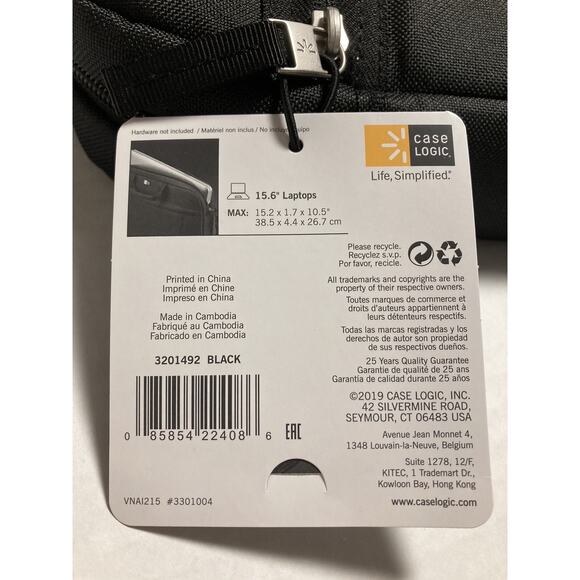 Hardware not included / Matériel non inclus / No incluye equipo
case
LOGIC®
Life, Simplified.®
15.6" Laptops
MAX: 15.2 x 1.7 x 10.5"
38.5 x 4.4 x 26.7 cm
Please recycle.
Recyclez s.v.p.
Por favor, recicle.
Printed in China
Imprimé en Chine
Impreso en China
Made in Cambodia
Fabriqué au Cambodia
Fabricado en Cambodia
3201492 BLACK
0 85854 22408 6
EAC
VNAI215 #3301004
All trademarks and copyrights are the
property of their respective owners.
Toutes marques de commerce et
droits d'auteurs appartiennent à
leurs détenteurs respectifs.
Todas las marcas registradas y los
derechos de autor son propiedad
de sus respectivos dueños.
25 Years Quality Guarantee
Garantie de qualité de 25 ans
Garantía de calidad durante 25 años
©2019 CASE LOGIC, INC.
42 SILVERMINE ROAD,
SEYMOUR, CT 06483 USA
Avenue Jean Monnet 4,
1348 Louvain-la-Neuve, Belgium
Suite 1278, 12/F,
KITEC, 1 Trademart Dr.,
Kowloon Bay, Hong Kong
www.caselogic.com